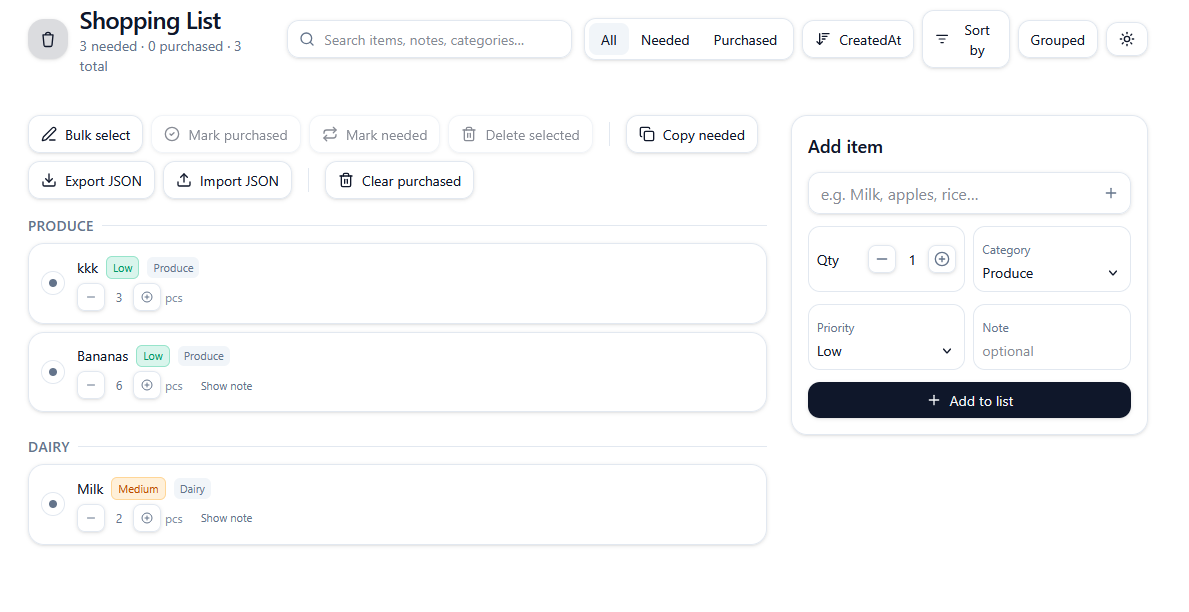 Shopping List
3 needed · 0 purchased · 3
total
Search items, notes, categories...
All
Needed
Purchased
CreatedAt
Sort
by
Grouped
Bulk select
Mark purchased
Mark needed
Delete selected
Copy needed
Export JSON
Import JSON
Clear purchased
PRODUCE
kkk Low Produce
3 pcs
Bananas Low Produce
6 pcs Show note
DAIRY
Milk Medium Dairy
2 pcs Show note
Add item
e.g. Milk, apples, rice...
Qty 1
Category
Produce
Priority
Low
Note
optional
Add to list